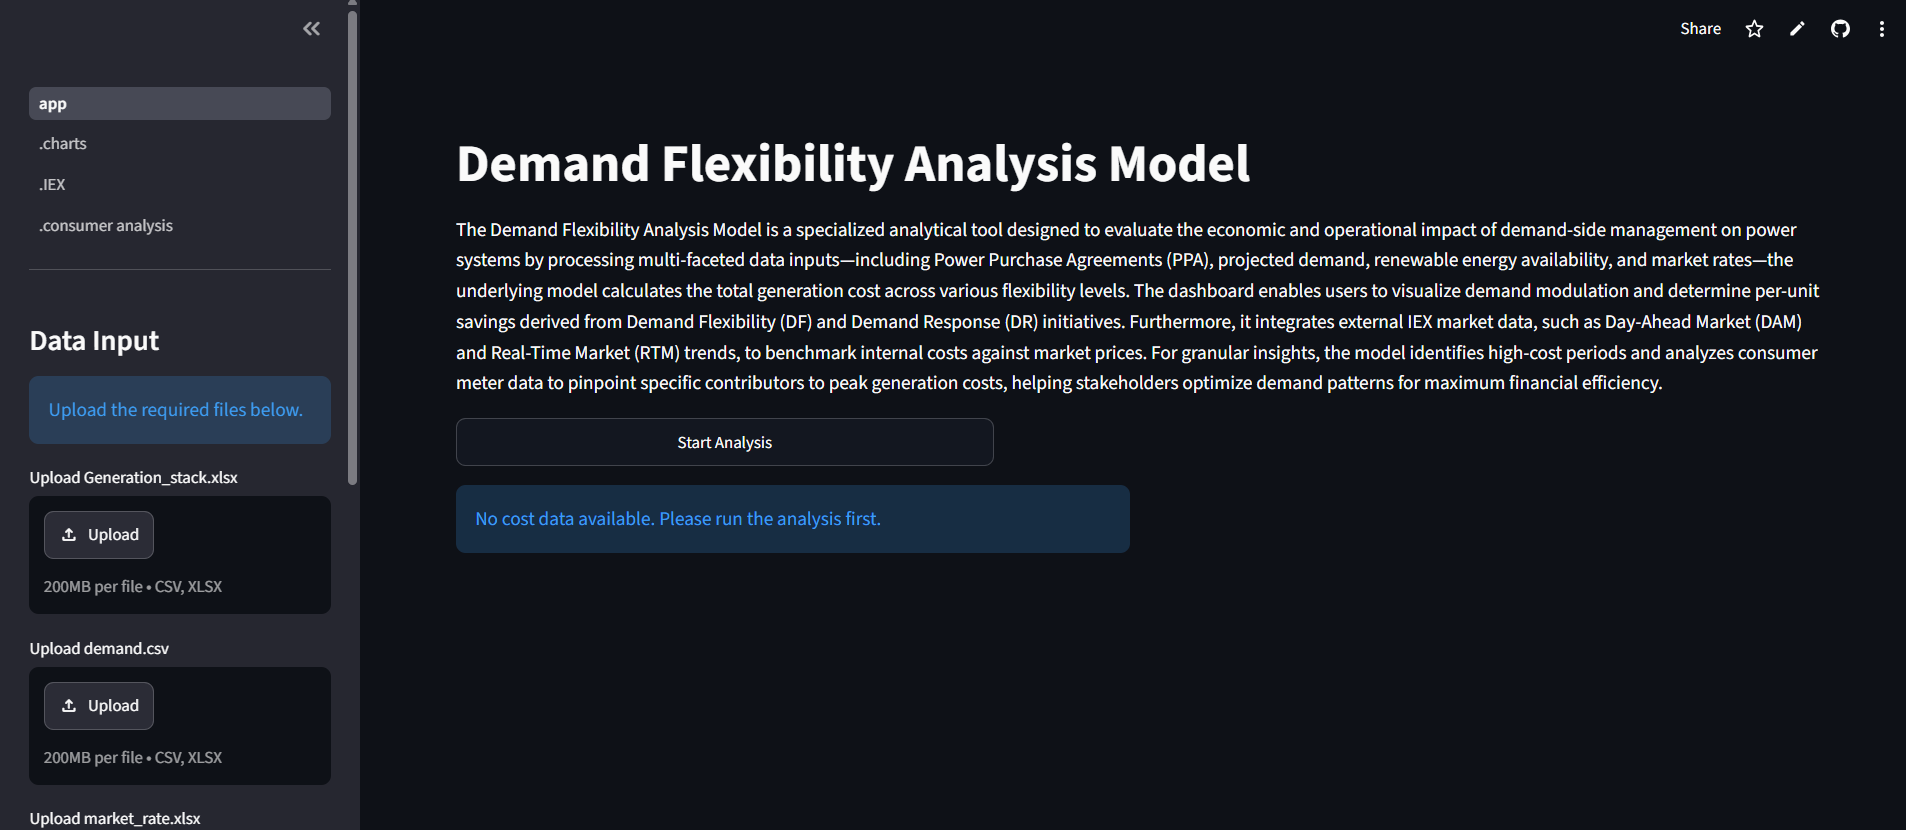 app
.charts
.IEX
.consumer analysis
Data Input
Upload the required files below.
Upload Generation_stack.xlsx
Upload
200MB per file • CSV, XLSX
Upload demand.csv
Upload
200MB per file • CSV, XLSX
Upload market_rate.xlsx
Share
Demand Flexibility Analysis Model
The Demand Flexibility Analysis Model is a specialized analytical tool designed to evaluate the economic and operational impact of demand-side management on power
systems by processing multi-faceted data inputs—including Power Purchase Agreements (PPA), projected demand, renewable energy availability, and market rates—the
underlying model calculates the total generation cost across various flexibility levels. The dashboard enables users to visualize demand modulation and determine per-unit
savings derived from Demand Flexibility (DF) and Demand Response (DR) initiatives. Furthermore, it integrates external IEX market data, such as Day-Ahead Market (DAM)
and Real-Time Market (RTM) trends, to benchmark internal costs against market prices. For granular insights, the model identifies high-cost periods and analyzes consumer
meter data to pinpoint specific contributors to peak generation costs, helping stakeholders optimize demand patterns for maximum financial efficiency.
Start Analysis
No cost data available. Please run the analysis first.